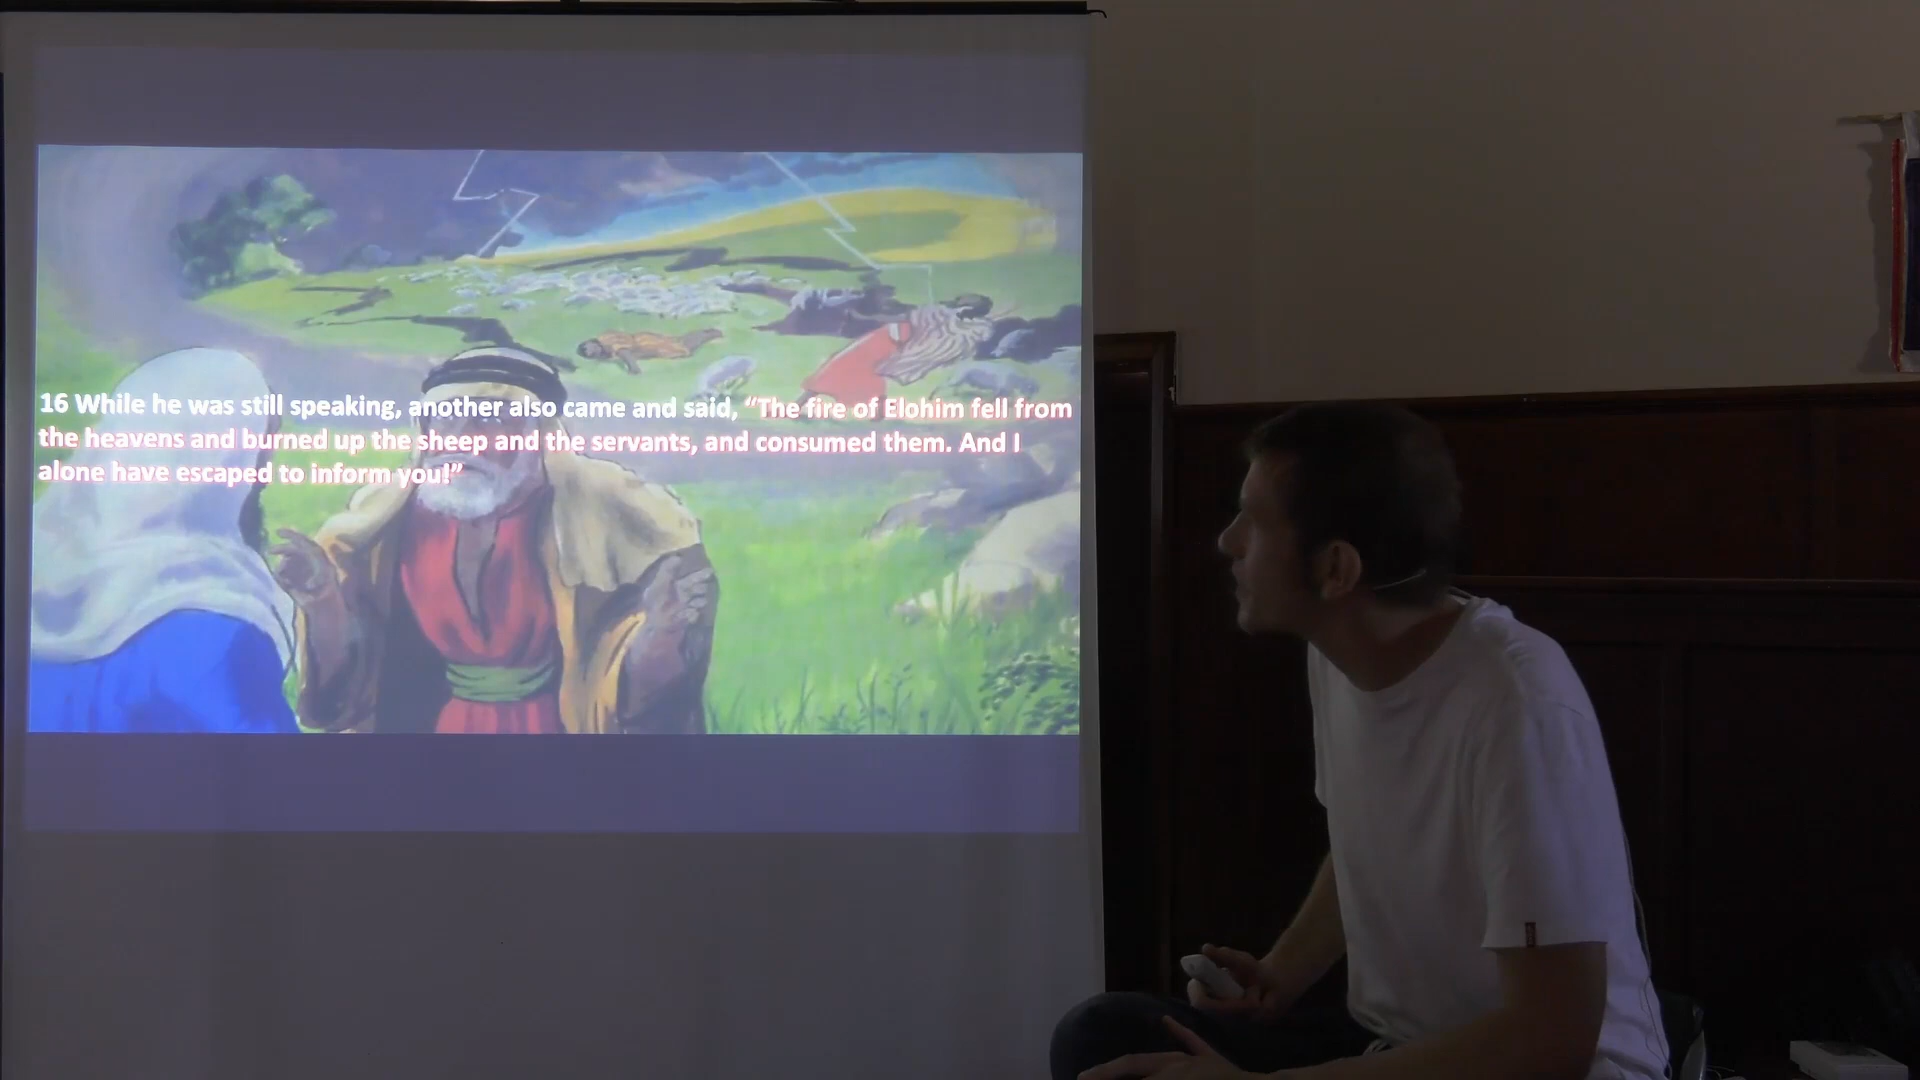 16 While he was still speaking, another also came and said, “The fire of Elohim fell from
the heavens and burned up the sheep and the servants, and consumed them. And I
alone have escaped to inform you!”